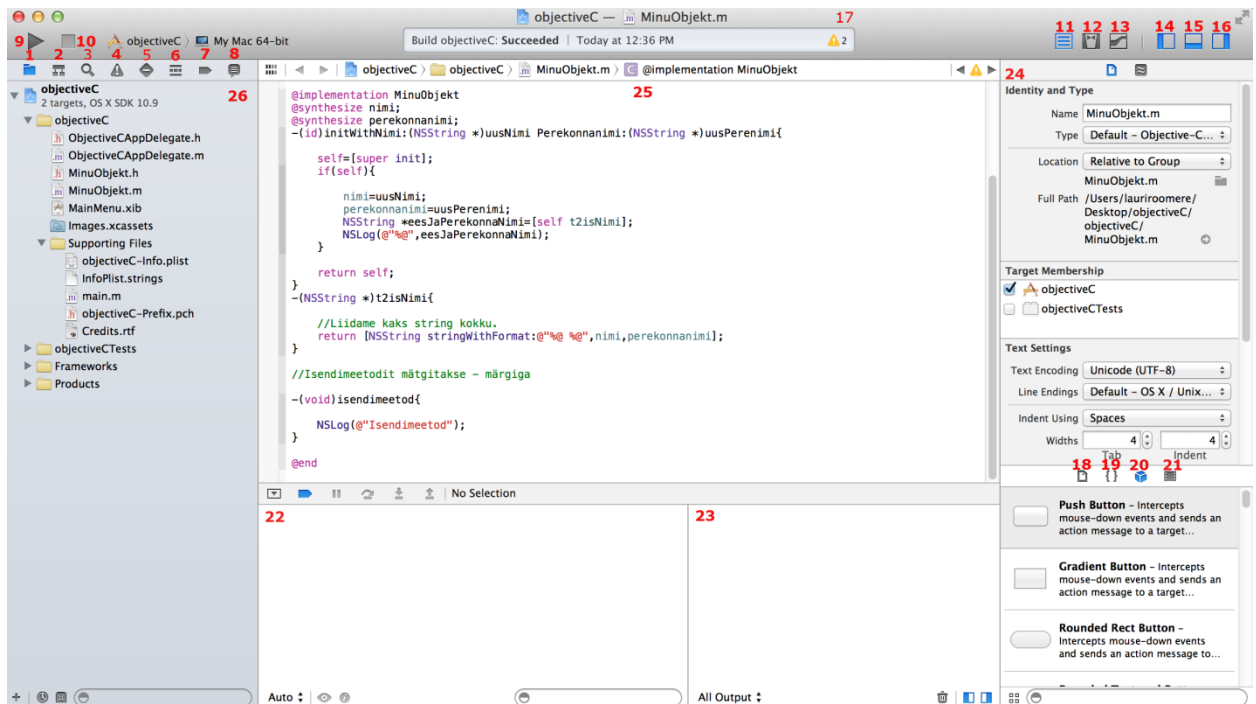 objectiveC — MinuObjekt.m
17
9
10
objectiveC
My Mac 64-bit
Build objectiveC: Succeeded | Today at 12:36 PM
2
11
12
13
14
15
16
1
2
3
4
5
6
7
8
objectiveC
objectiveC
MinuObjekt.m
C @implementation MinuObjekt
24
objectiveC
2 targets, OS X SDK 10.9
26
objectiveC
h ObjectiveCAppDelegate.h
m ObjectiveCAppDelegate.m
h MinuObjekt.h
m MinuObjekt.m
MainMenu.xib
Images.xcassets
Supporting Files
objectiveC-Info.plist
InfoPlist.strings
m main.m
h objectiveC-Prefix.pch
Credits.rtf
objectiveCTests
Frameworks
Products
25
@implementation MinuObjekt
@synthesize nimi;
@synthesize perekonnanimi;
-(id)initWithNimi:(NSString *)uusNimi Perekonnanimi:(NSString *)uusPerenimi{
self=[super init];
if(self){
nimi=uusNimi;
perekonnanimi=uusPerenimi;
NSString *eesJaPerekonnaNimi=[self t2isNimi];
NSLog(@"%@",eesJaPerekonnaNimi);
}
return self;
}
-(NSString *)t2isNimi{
//Liidame kaks string kokku.
return [NSString stringWithFormat:@"%@ %@",nimi,perekonnanimi];
}
//Isendimeetodit mätgitakse - märgiga
-(void)isendimeetod{
NSLog(@"Isendimeetod");
}
@end
No Selection
22
23
Auto
All Output
Identity and Type
Name MinuObjekt.m
Type Default - Objective-C...
Location Relative to Group
MinuObjekt.m
Full Path /Users/lauriroomere/
Desktop/objectiveC/
objectiveC/
MinuObjekt.m
Target Membership
objectiveC
objectiveCTests
Text Settings
Text Encoding Unicode (UTF-8)
Line Endings Default - OS X / Unix...
Indent Using Spaces
Widths 4 4
Tab Indent
18
19
20
21
{ }
Push Button - Intercepts
mouse-down events and sends an
action message to a target...
Gradient Button - Intercepts
mouse-down events and sends an
action message to a target...
Rounded Rect Button -
Intercepts mouse-down events
and sends an action message to...